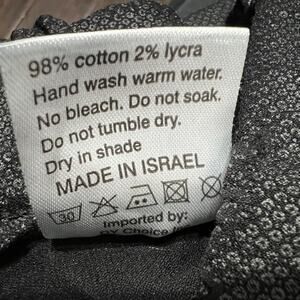 98% cotton 2% lycra
Hand wash warm water.
No bleach. Do not soak.
Do not tumble dry.
Dry in shade
MADE IN ISRAEL
30
Imported by:
Choice